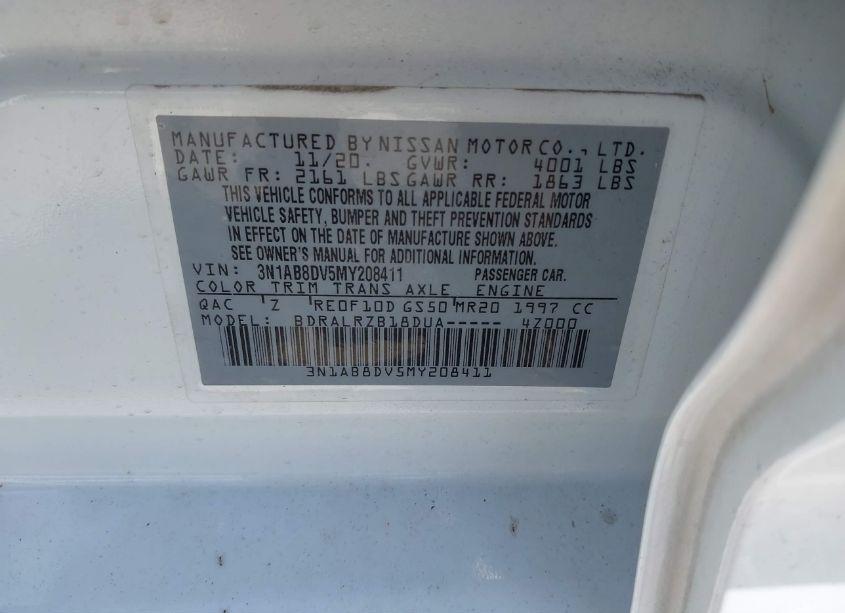 MANUFACTURED BY NISSAN MOTOR CO., LTD.
DATE: 11/20. GVWR: 4001 LBS
GAWR FR: 2161 LBS GAWR RR: 1863 LBS
THIS VEHICLE CONFORMS TO ALL APPLICABLE FEDERAL MOTOR
VEHICLE SAFETY, BUMPER AND THEFT PREVENTION STANDARDS
IN EFFECT ON THE DATE OF MANUFACTURE SHOWN ABOVE.
SEE OWNER'S MANUAL FOR ADDITIONAL INFORMATION.
VIN: 3N1AB8DV5MY208411 PASSENGER CAR.
COLOR TRIM TRANS AXLE ENGINE
QAC Z RE0F10D GS50 MR20 1997 CC
MODEL: BDRALRZB18DUA----- 4Z000
3N1AB8DV5MY208411